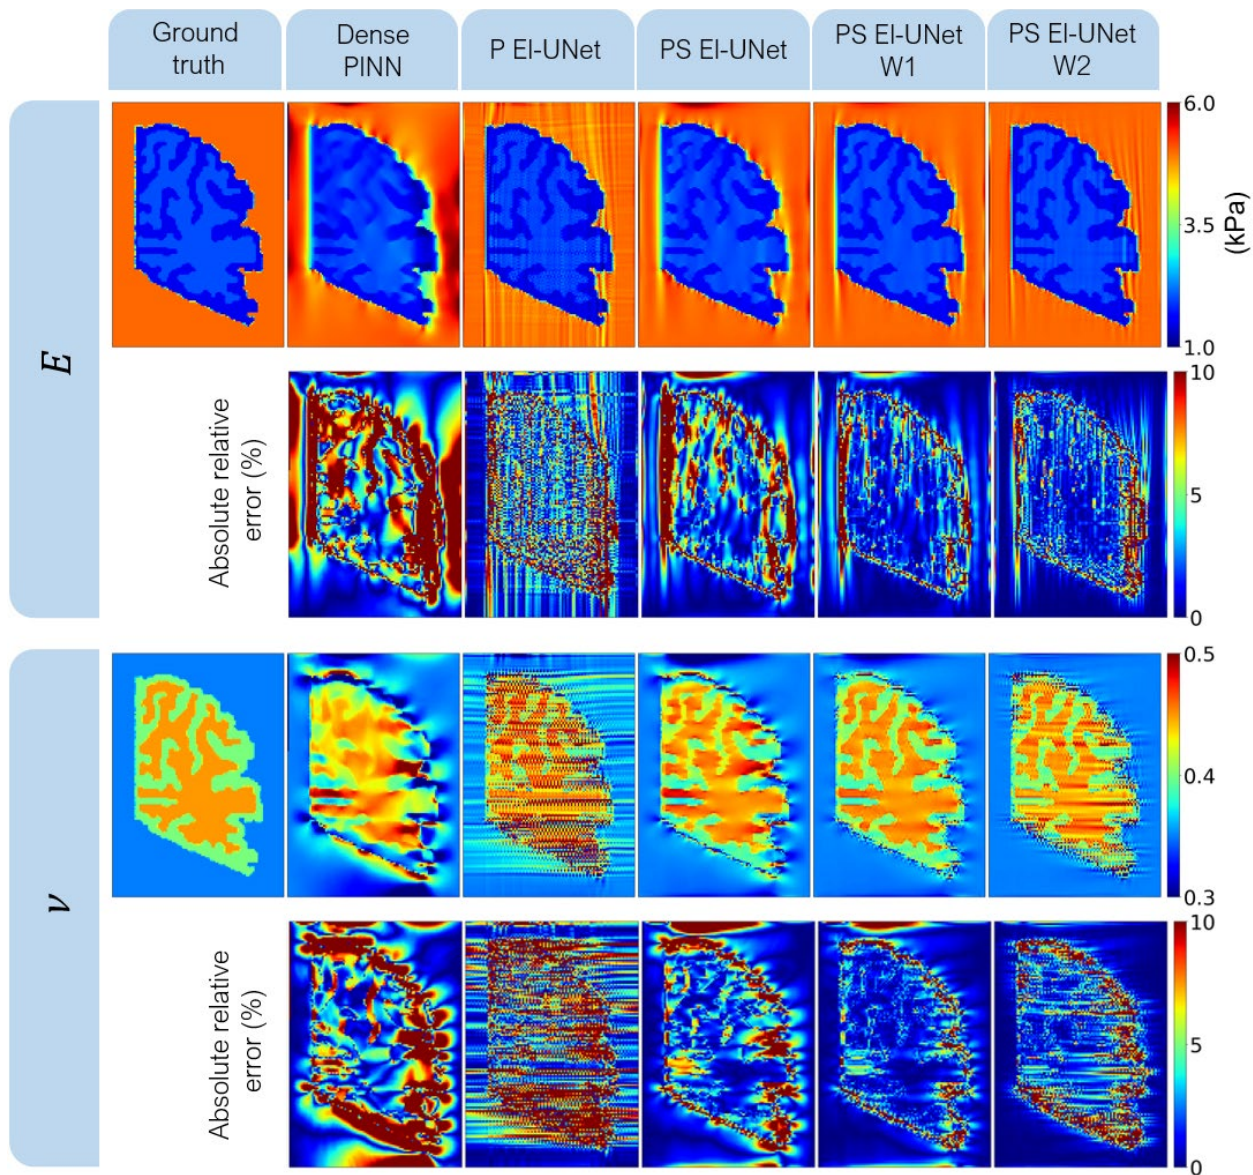 Ground
truth
Dense
PINN
P El-UNet
PS El-UNet
PS El-UNet
W1
PS El-UNet
W2
E
6.0
3.5
1.0
(kPa)
Absolute relative
error (%)
10
5
0
ν
0.5
0.4
0.3
Absolute relative
error (%)
10
5
0